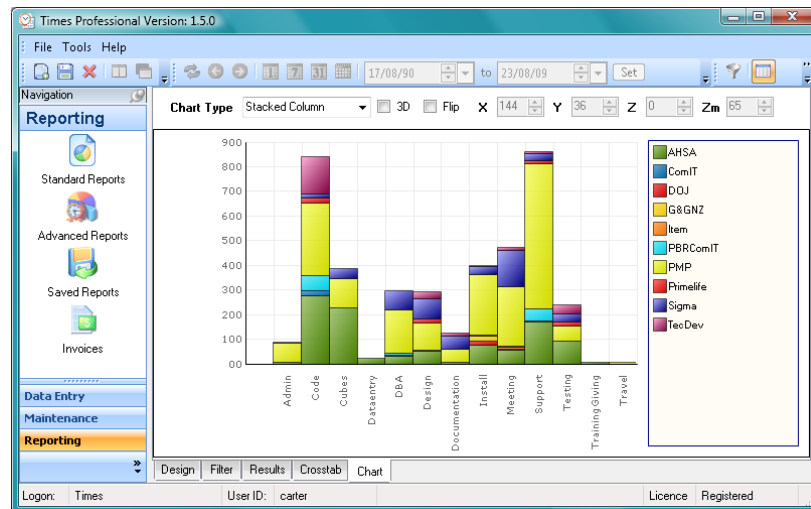 Times Professional Version: 1.5.0
File Tools Help
1 7 31 17/08/90 to 23/08/09 Set
Navigation
Reporting
Standard Reports
Advanced Reports
Saved Reports
Invoices
Data Entry
Maintenance
Reporting
Chart Type Stacked Column 3D Flip X 144 Y 36 Z 0 Zm 65
900
800
700
600
500
400
300
200
100
00
Admin
Code
Cubes
Dataentry
DBA
Design
Documentation
Install
Meeting
Support
Testing
TrainingGiving
Travel
AHSA
ComIT
DOJ
G&GNZ
Item
PBRComIT
PMP
Primelife
Sigma
TecDev
Design Filter Results Crosstab Chart
Logon: Times User ID: carter Licence Registered